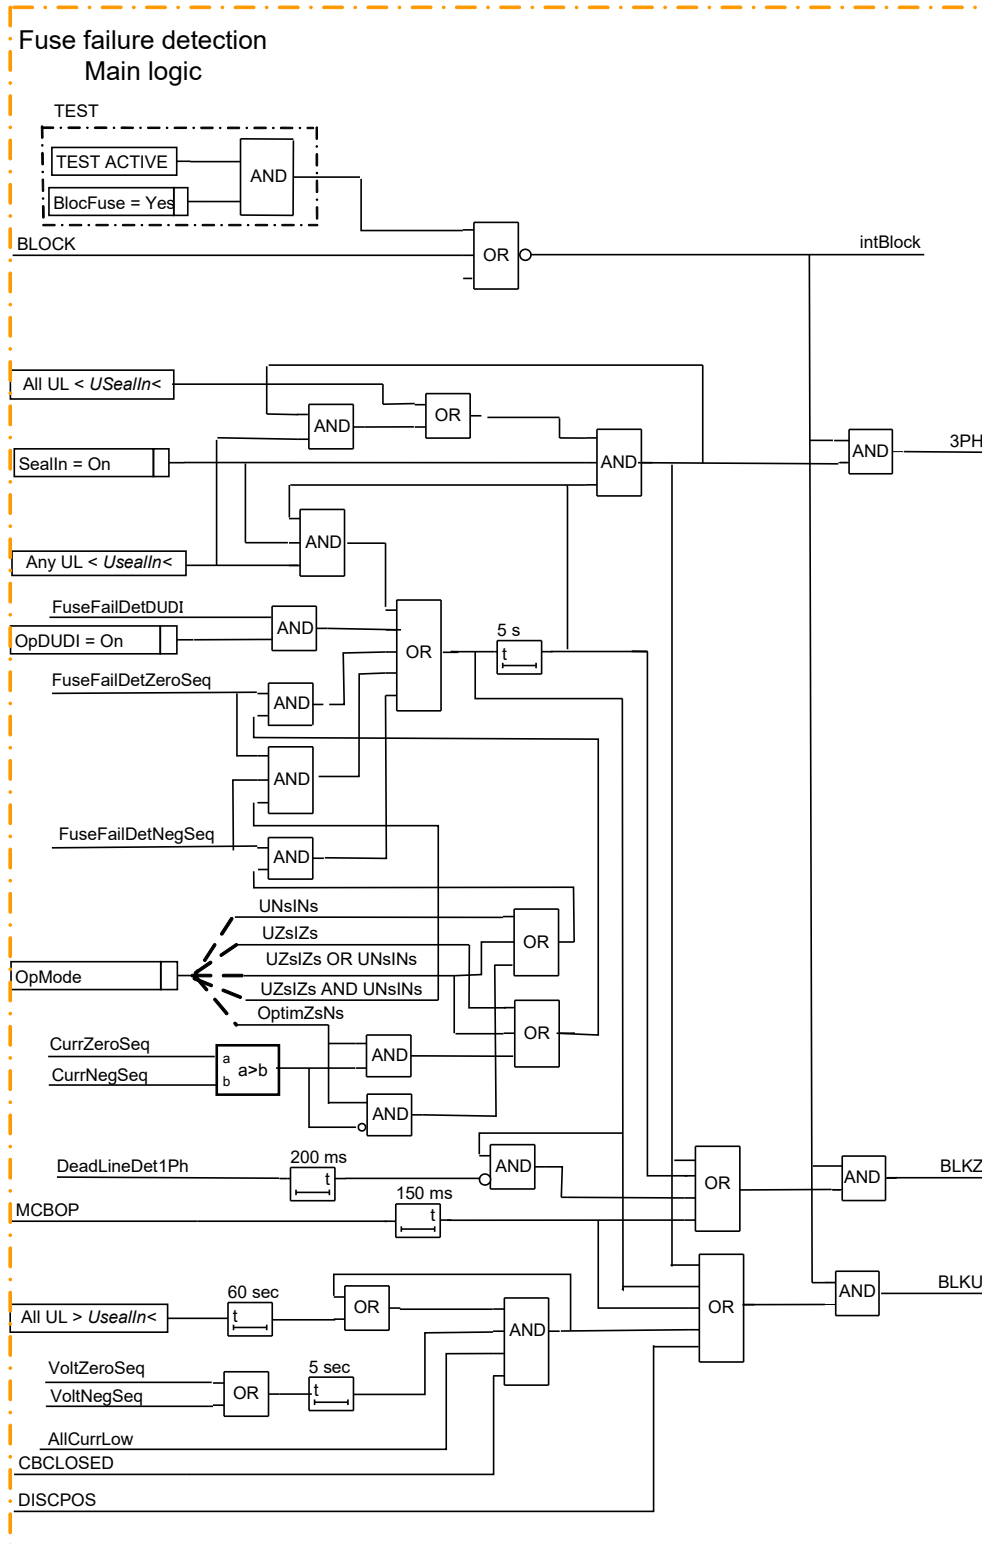 Fuse failure detection
Main logic
TEST
TEST ACTIVE
AND
BlocFuse = Yes
BLOCK
OR
intBlock
All UL < USealIn<
OR
AND
3PH
AND
SealIn = On
AND
AND
Any UL < UsealIn<
FuseFailDetDUDI
AND
OpDUDI = On
5 s
t
OR
FuseFailDetZeroSeq
AND
AND
FuseFailDetNegSeq
AND
UNsINs
UZsIZs
OR
UZsIZs OR UNsINs
OpMode
UZsIZs AND UNsINs
OptimZsNs
OR
CurrZeroSeq
AND
a
a>b
CurrNegSeq
b
AND
200 ms
DeadLineDet1Ph
AND
BLKZ
t
AND
OR
150 ms
MCBOP
t
60 sec
BLKU
AND
All UL > UsealIn<
t
OR
OR
AND
5 sec
VoltZeroSeq
t
OR
VoltNegSeq
AllCurrLow
CBCLOSED
DISCPOS